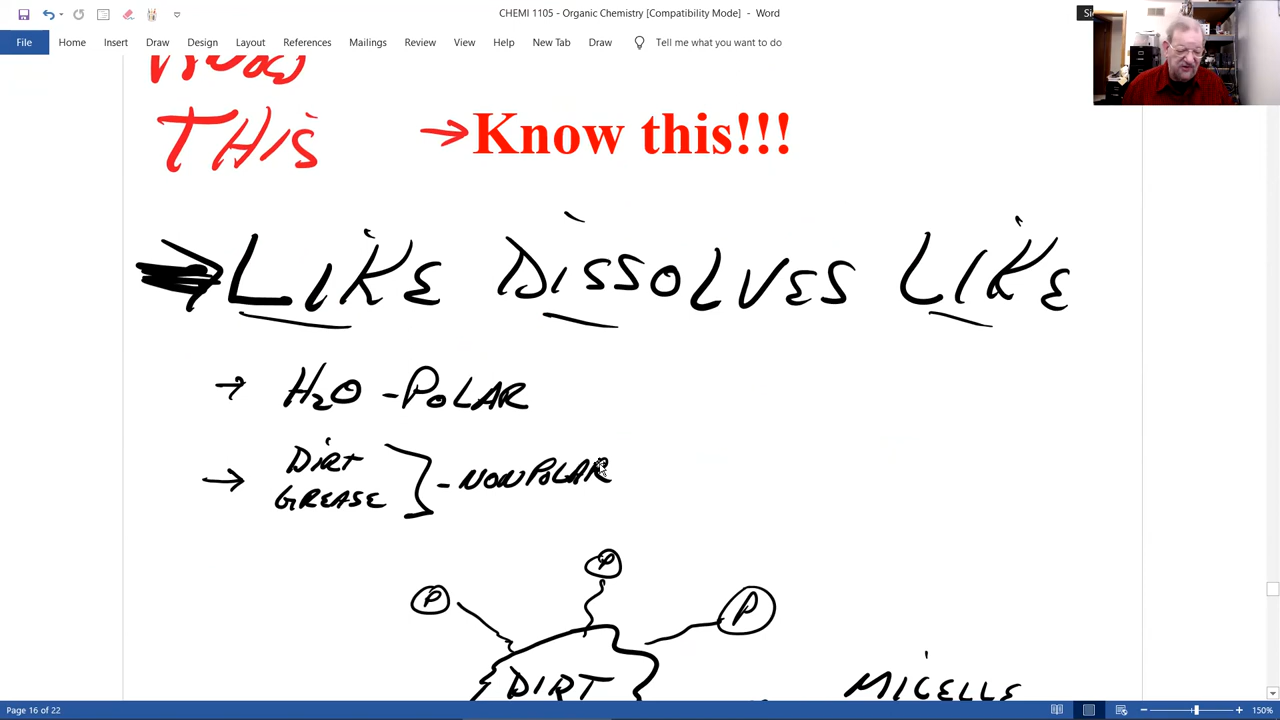 CHEMI 1105 - Organic Chemistry [Compatibility Mode] - Word
File Home Insert Draw Design Layout References Mailings Review View Help New Tab Draw Tell me what you want to do
THIS → Know this!!!
→ LIKE DISSOLVES LIKE
→ H2O - POLAR
→ DIRT
GREASE } - NONPOLAR
P
P
P
DIRT
MICELLE
Page 16 of 22
150%